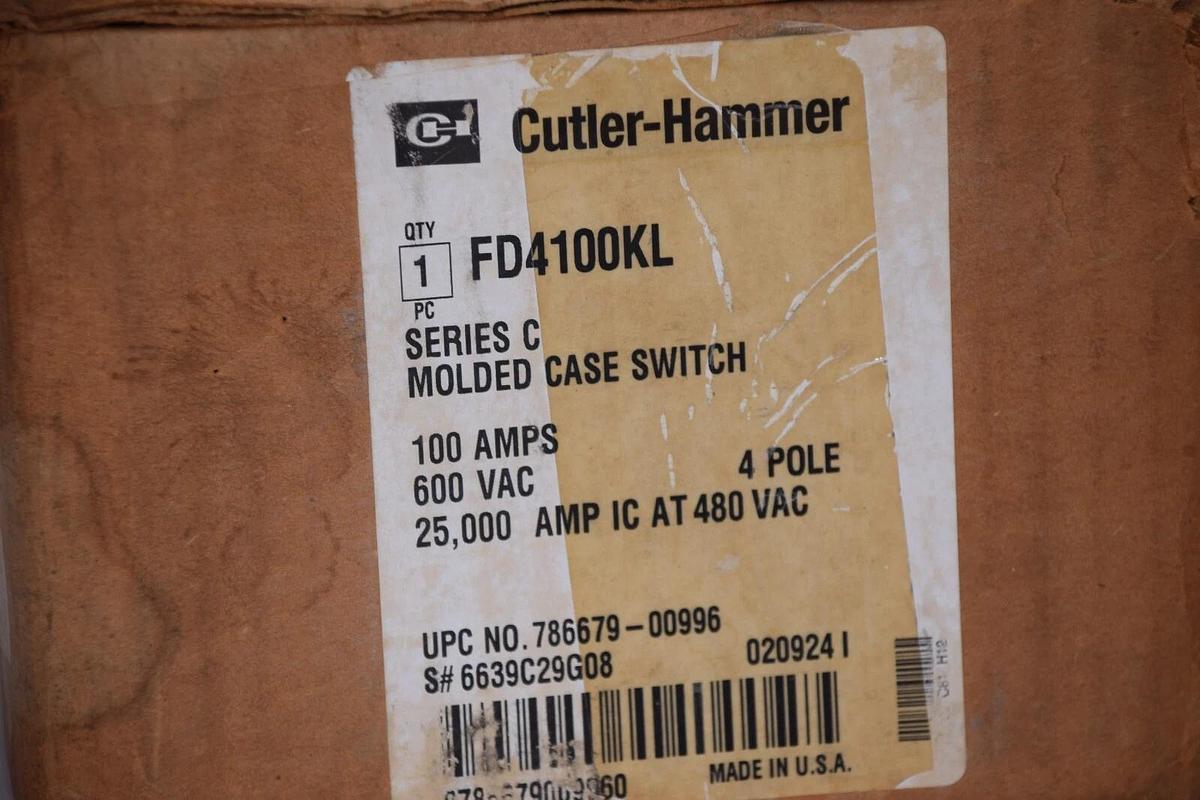 CH Cutler-Hammer
QTY
1 FD4100KL
PC
SERIES C
MOLDED CASE SWITCH
100 AMPS
600 VAC 4 POLE
25,000 AMP IC AT 480 VAC
UPC NO. 786679-00996
S# 6639C29G08 020924 I
MADE IN U.S.A.